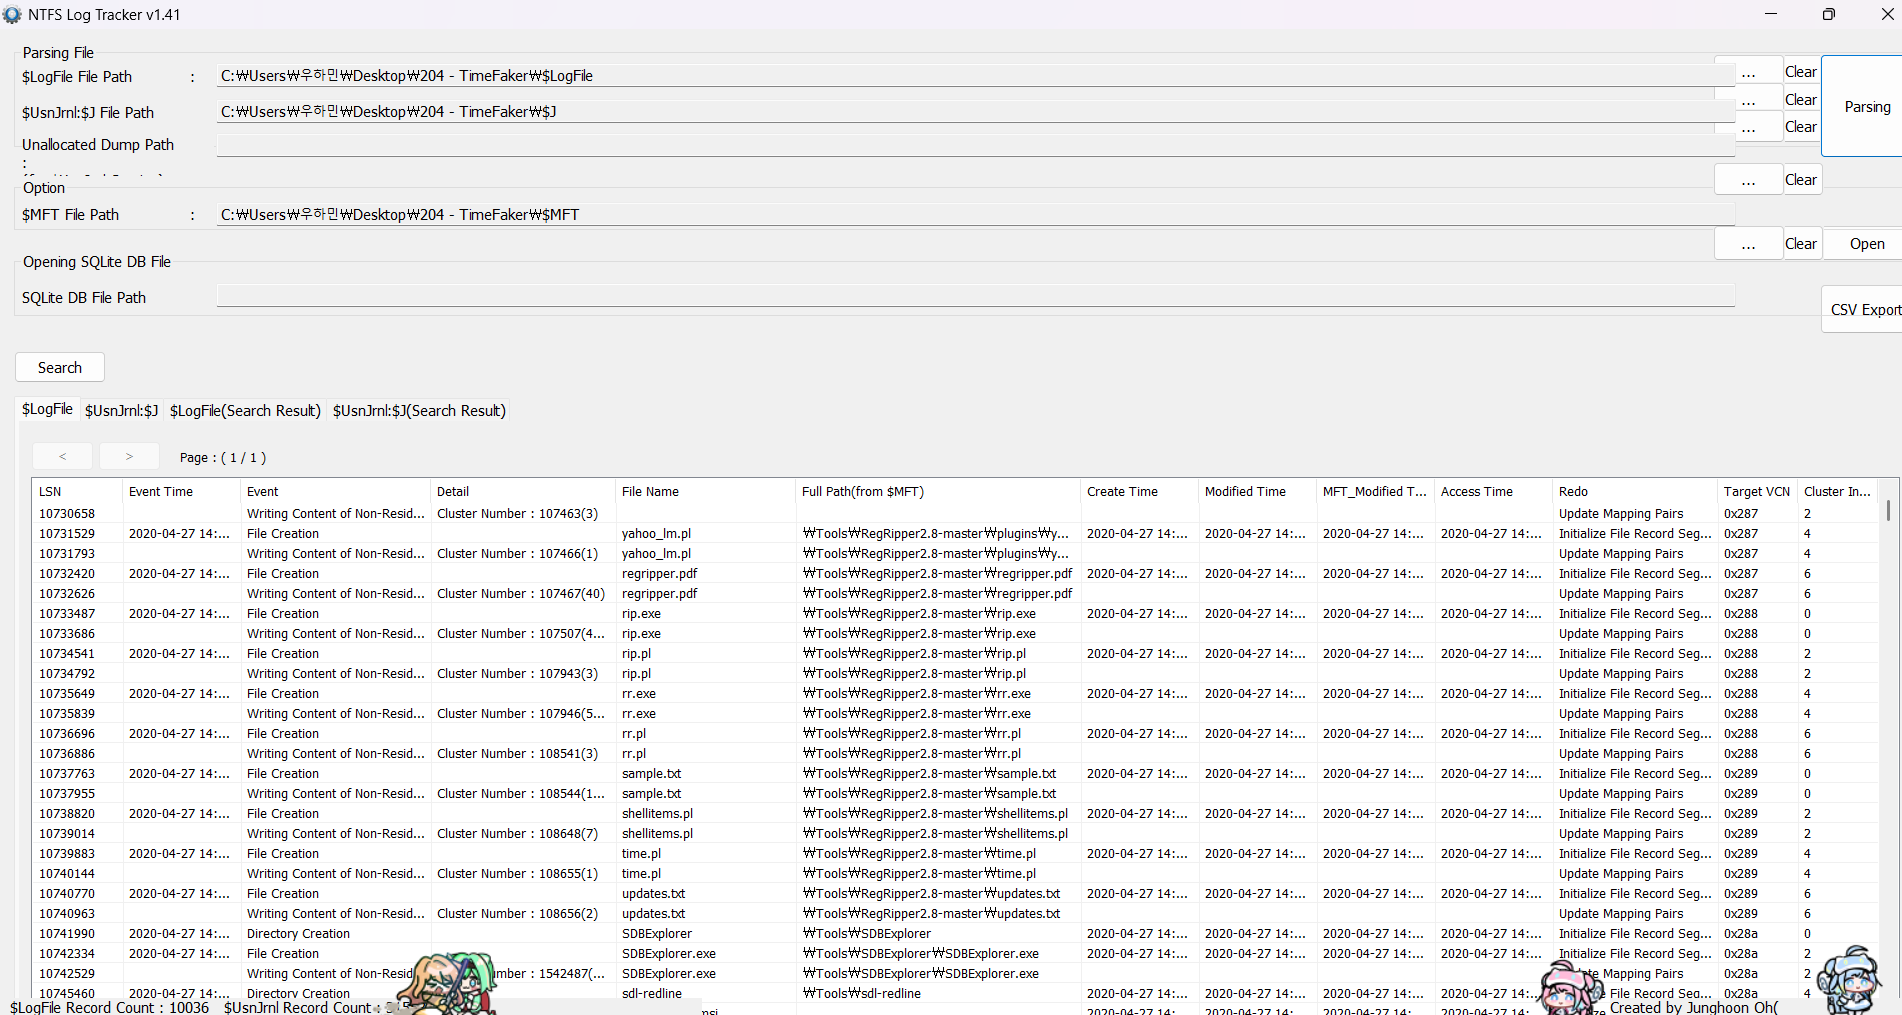 NTFS Log Tracker v1.41
Parsing File
$LogFile File Path : C:₩Users₩우하민₩Desktop₩204 - TimeFaker₩$LogFile ... Clear
$UsnJrnl:$J File Path : C:₩Users₩우하민₩Desktop₩204 - TimeFaker₩$J ... Clear
Parsing
Unallocated Dump Path : ... Clear
Option
$MFT File Path : C:₩Users₩우하민₩Desktop₩204 - TimeFaker₩$MFT ... Clear
Opening SQLite DB File
SQLite DB File Path ... Clear Open
CSV Export
Search
$LogFile $UsnJrnl:$J $LogFile(Search Result) $UsnJrnl:$J(Search Result)
< > Page : ( 1 / 1 )
LSN Event Time Event Detail File Name Full Path(from $MFT) Create Time Modified Time MFT_Modified T... Access Time Redo Target VCN Cluster In...
10730658 Writing Content of Non-Resid... Cluster Number : 107463(3) Update Mapping Pairs 0x287 2
10731529 2020-04-27 14:... File Creation yahoo_lm.pl ₩Tools₩RegRipper2.8-master₩plugins₩y... 2020-04-27 14:... 2020-04-27 14:... 2020-04-27 14:... 2020-04-27 14:... Initialize File Record Seg... 0x287 4
10731793 Writing Content of Non-Resid... Cluster Number : 107466(1) yahoo_lm.pl ₩Tools₩RegRipper2.8-master₩plugins₩y... Update Mapping Pairs 0x287 4
10732420 2020-04-27 14:... File Creation regripper.pdf ₩Tools₩RegRipper2.8-master₩regripper.pdf 2020-04-27 14:... 2020-04-27 14:... 2020-04-27 14:... 2020-04-27 14:... Initialize File Record Seg... 0x287 6
10732626 Writing Content of Non-Resid... Cluster Number : 107467(40) regripper.pdf ₩Tools₩RegRipper2.8-master₩regripper.pdf Update Mapping Pairs 0x287 6
10733487 2020-04-27 14:... File Creation rip.exe ₩Tools₩RegRipper2.8-master₩rip.exe 2020-04-27 14:... 2020-04-27 14:... 2020-04-27 14:... 2020-04-27 14:... Initialize File Record Seg... 0x288 0
10733686 Writing Content of Non-Resid... Cluster Number : 107507(4... rip.exe ₩Tools₩RegRipper2.8-master₩rip.exe Update Mapping Pairs 0x288 0
10734541 2020-04-27 14:... File Creation rip.pl ₩Tools₩RegRipper2.8-master₩rip.pl 2020-04-27 14:... 2020-04-27 14:... 2020-04-27 14:... 2020-04-27 14:... Initialize File Record Seg... 0x288 2
10734792 Writing Content of Non-Resid... Cluster Number : 107943(3) rip.pl ₩Tools₩RegRipper2.8-master₩rip.pl Update Mapping Pairs 0x288 2
10735649 2020-04-27 14:... File Creation rr.exe ₩Tools₩RegRipper2.8-master₩rr.exe 2020-04-27 14:... 2020-04-27 14:... 2020-04-27 14:... 2020-04-27 14:... Initialize File Record Seg... 0x288 4
10735839 Writing Content of Non-Resid... Cluster Number : 107946(5... rr.exe ₩Tools₩RegRipper2.8-master₩rr.exe Update Mapping Pairs 0x288 4
10736696 2020-04-27 14:... File Creation rr.pl ₩Tools₩RegRipper2.8-master₩rr.pl 2020-04-27 14:... 2020-04-27 14:... 2020-04-27 14:... 2020-04-27 14:... Initialize File Record Seg... 0x288 6
10736886 Writing Content of Non-Resid... Cluster Number : 108541(3) rr.pl ₩Tools₩RegRipper2.8-master₩rr.pl Update Mapping Pairs 0x288 6
10737763 2020-04-27 14:... File Creation sample.txt ₩Tools₩RegRipper2.8-master₩sample.txt 2020-04-27 14:... 2020-04-27 14:... 2020-04-27 14:... 2020-04-27 14:... Initialize File Record Seg... 0x289 0
10737955 Writing Content of Non-Resid... Cluster Number : 108544(1... sample.txt ₩Tools₩RegRipper2.8-master₩sample.txt Update Mapping Pairs 0x289 0
10738820 2020-04-27 14:... File Creation shellitems.pl ₩Tools₩RegRipper2.8-master₩shellitems.pl 2020-04-27 14:... 2020-04-27 14:... 2020-04-27 14:... 2020-04-27 14:... Initialize File Record Seg... 0x289 2
10739014 Writing Content of Non-Resid... Cluster Number : 108648(7) shellitems.pl ₩Tools₩RegRipper2.8-master₩shellitems.pl Update Mapping Pairs 0x289 2
10739883 2020-04-27 14:... File Creation time.pl ₩Tools₩RegRipper2.8-master₩time.pl 2020-04-27 14:... 2020-04-27 14:... 2020-04-27 14:... 2020-04-27 14:... Initialize File Record Seg... 0x289 4
10740144 Writing Content of Non-Resid... Cluster Number : 108655(1) time.pl ₩Tools₩RegRipper2.8-master₩time.pl Update Mapping Pairs 0x289 4
10740770 2020-04-27 14:... File Creation updates.txt ₩Tools₩RegRipper2.8-master₩updates.txt 2020-04-27 14:... 2020-04-27 14:... 2020-04-27 14:... 2020-04-27 14:... Initialize File Record Seg... 0x289 6
10740963 Writing Content of Non-Resid... Cluster Number : 108656(2) updates.txt ₩Tools₩RegRipper2.8-master₩updates.txt Update Mapping Pairs 0x289 6
10741990 2020-04-27 14:... Directory Creation SDBExplorer ₩Tools₩SDBExplorer 2020-04-27 14:... 2020-04-27 14:... 2020-04-27 14:... 2020-04-27 14:... Initialize File Record Seg... 0x28a 0
10742334 2020-04-27 14:... File Creation SDBExplorer.exe ₩Tools₩SDBExplorer₩SDBExplorer.exe 2020-04-27 14:... 2020-04-27 14:... 2020-04-27 14:... 2020-04-27 14:... Initialize File Record Seg... 0x28a 2
10742529 Writing Content of Non-Resid mber : 1542487(... SDBExplorer.exe ₩Tools₩SDBExplorer₩SDBExplorer.exe Mapping Pairs 0x28a 2
10745460 2020-04-27 14:... Directory Creation sdl-redline ₩Tools₩sdl-redline 2020-04-27 14:... 2020-04-27 14:... 2020-04-27 14:... 2020-04-27 14:... File Record Seg... 0x28a 4
$LogFile Record Count : 10036 $UsnJrnl Record Count Created by Junghoon Oh(